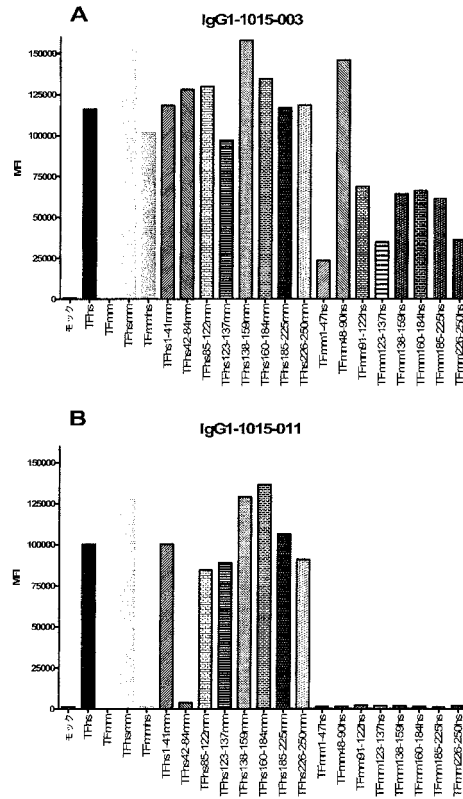 A
IgG1-1015-003
MFI
150000
125000
100000
75000
50000
25000
0
モック
TFhs
TFmm
TFhsmm
TFmmhs
TFhs1-41mm
TFhs42-84mm
TFhs85-122mm
TFhs123-137mm
TFhs138-159mm
TFhs160-184mm
TFhs185-225mm
TFhs226-250mm
TFmm1-47hs
TFmm48-90hs
TFmm91-122hs
TFmm123-137hs
TFmm138-159hs
TFmm160-184hs
TFmm185-225hs
TFmm226-250hs
B
IgG1-1015-011
MFI
150000
125000
100000
75000
50000
25000
0
モック
TFhs
TFmm
TFhsmm
TFmmhs
TFhs1-41mm
TFhs42-84mm
TFhs85-122mm
TFhs123-137mm
TFhs138-159mm
TFhs160-184mm
TFhs185-225mm
TFhs226-250mm
TFmm1-47hs
TFmm48-90hs
TFmm91-122hs
TFmm123-137hs
TFmm138-159hs
TFmm160-184hs
TFmm185-225hs
TFmm226-250hs